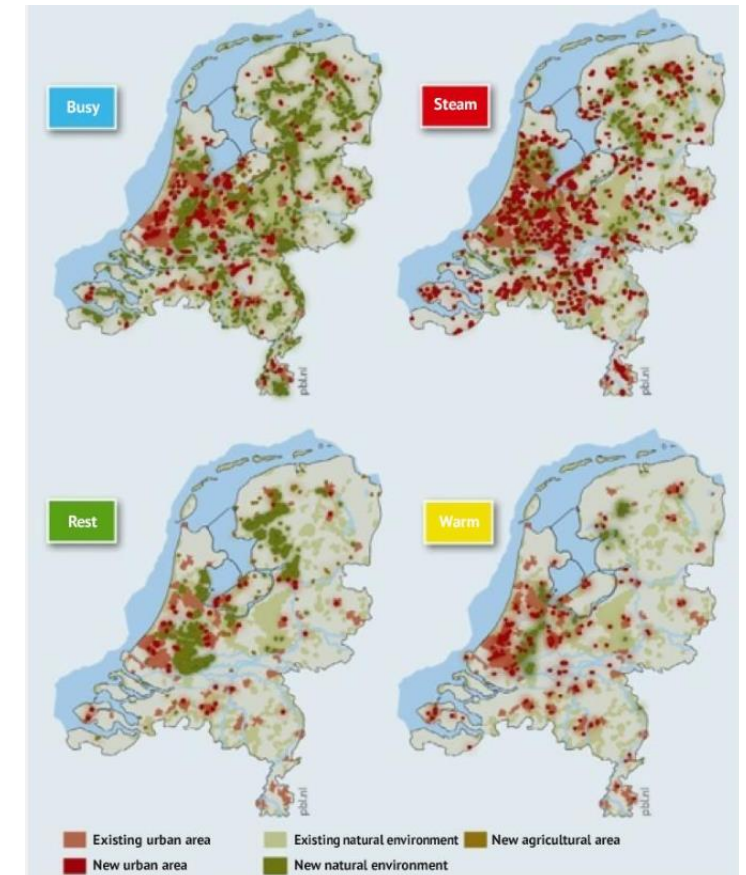 Busy
Steam
pbl.nl
pbl.nl
Rest
Warm
pbl.nl
pbl.nl
Existing urban area
Existing natural environment
New agricultural area
New urban area
New natural environment